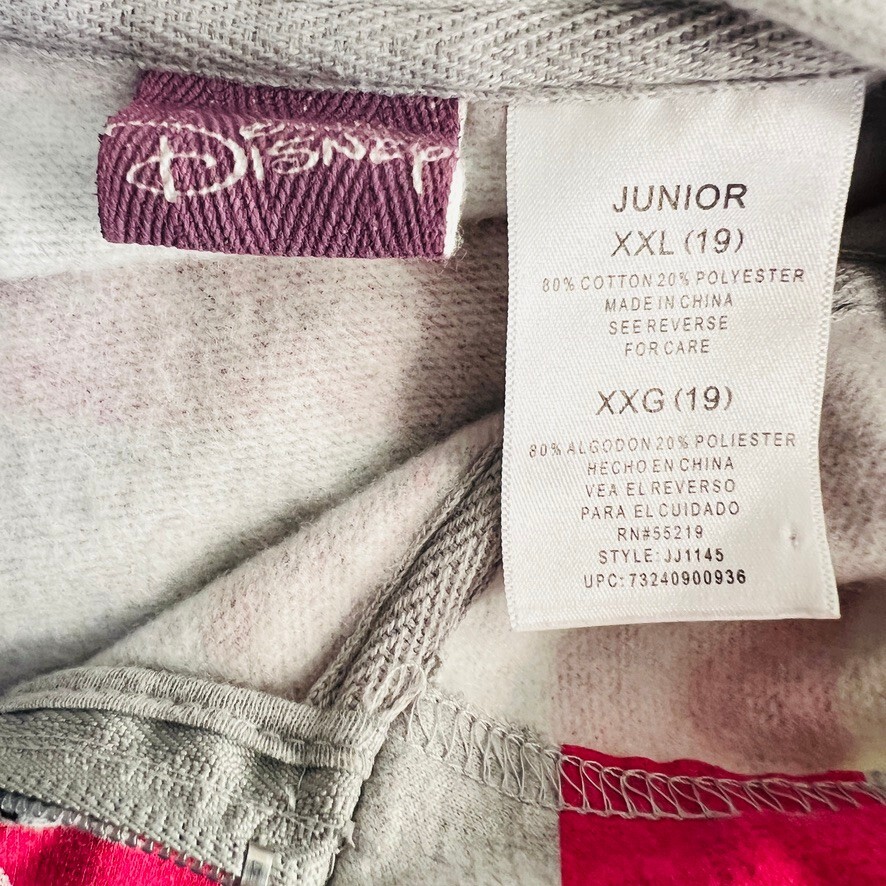 Disney
JUNIOR
XXL (19)
80% COTTON 20% POLYESTER
MADE IN CHINA
SEE REVERSE
FOR CARE
XXG (19)
80% ALGODON 20% POLIESTER
HECHO EN CHINA
VEA EL REVERSO
PARA EL CUIDADO
RN#55219
STYLE: JJ1145
UPC: 73240900936